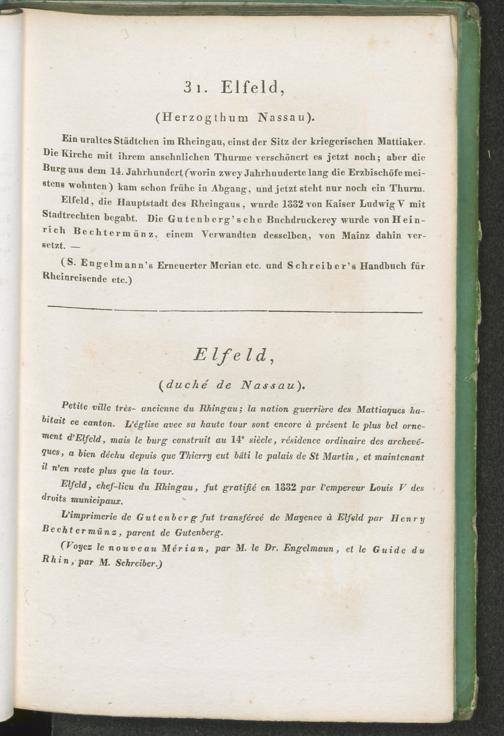 31. Elfeld,
(Herzogthum Nassau).
Ein uraltes Städtchen im Rheingau, einst der Sitz der kriegerischen Mattiaker.
Die Kirche mit ihrem ansehnlichen Thurme verschönert es jetzt noch; aber die
Burg aus dem 14. Jahrhundert (worin zwey Jahrhunderte lang die Erzbischöfe mei-
stens wohnten) kam schon frühe in Abgang, und jetzt steht nur noch ein Thurm.
Elfeld, die Hauptstadt des Rheingaus, wurde 1332 von Kaiser Ludwig V mit
Stadtrechten begabt. Die Gutenberg'sche Buchdruckerey wurde von Hein-
rich Bechtermünz, einem Verwandten desselben, von Mainz dahin ver-
setzt. —
(S. Engelmann's Erneuerter Merian etc. und Schreiber's Handbuch für
Rheinreisende etc.)
Elfeld,
(duché de Nassau).
Petite ville très- ancienne du Rhingau; la nation guerrière des Mattiaques ha-
bitait ce canton. L'église avec sa haute tour sont encore à présent le plus bel orne-
ment d'Elfeld, mais le burg construit au 14e siècle, résidence ordinaire des archevé-
ques, a bien déchu depuis que Thierry eut bâti le palais de St Martin, et maintenant
il n'en reste plus que la tour.
Elfeld, chef-lieu du Rhingau, fut gratifié en 1332 par l'empereur Louis V des
droits municipaux.
L'imprimerie de Gutenberg fut transférée de Mayence à Elfeld par Henry
Bechtermünz, parent de Gutenberg.
(Voyez le nouveau Mérian, par M. le Dr. Engelmann, et le Guide du
Rhin, par M. Schreiber.)